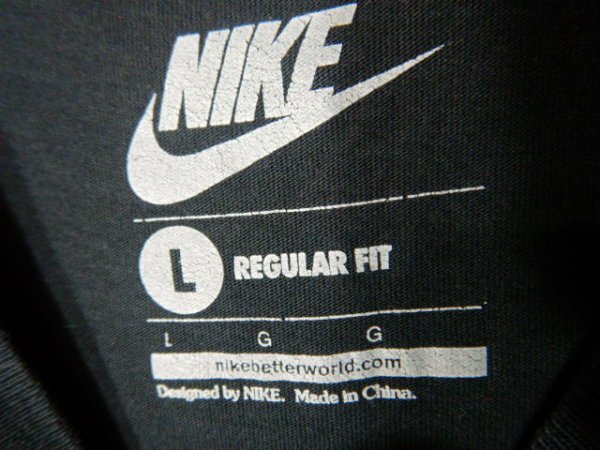 NIKE
L REGULAR FIT
L G G
nikebetterworld.com
Designed by NIKE. Made in China.